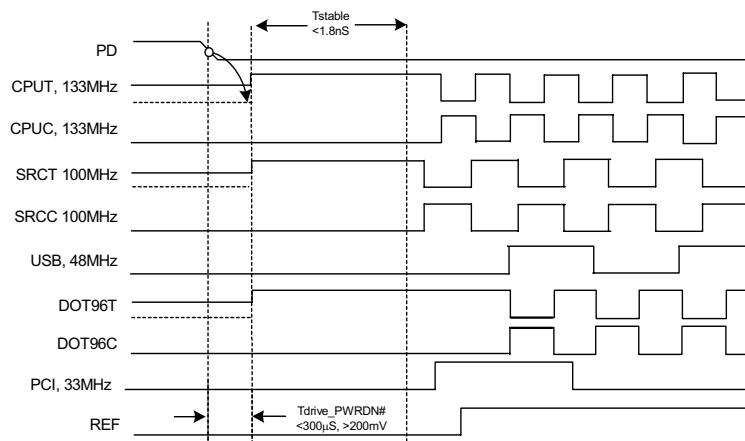 Tstable
<1.8nS
PD
CPUT, 133MHz
CPUC, 133MHz
SRCT 100MHz
SRCC 100MHz
USB, 48MHz
DOT96T
DOT96C
PCI, 33MHz
Tdrive_PWRDN#
<300µS, >200mV
REF